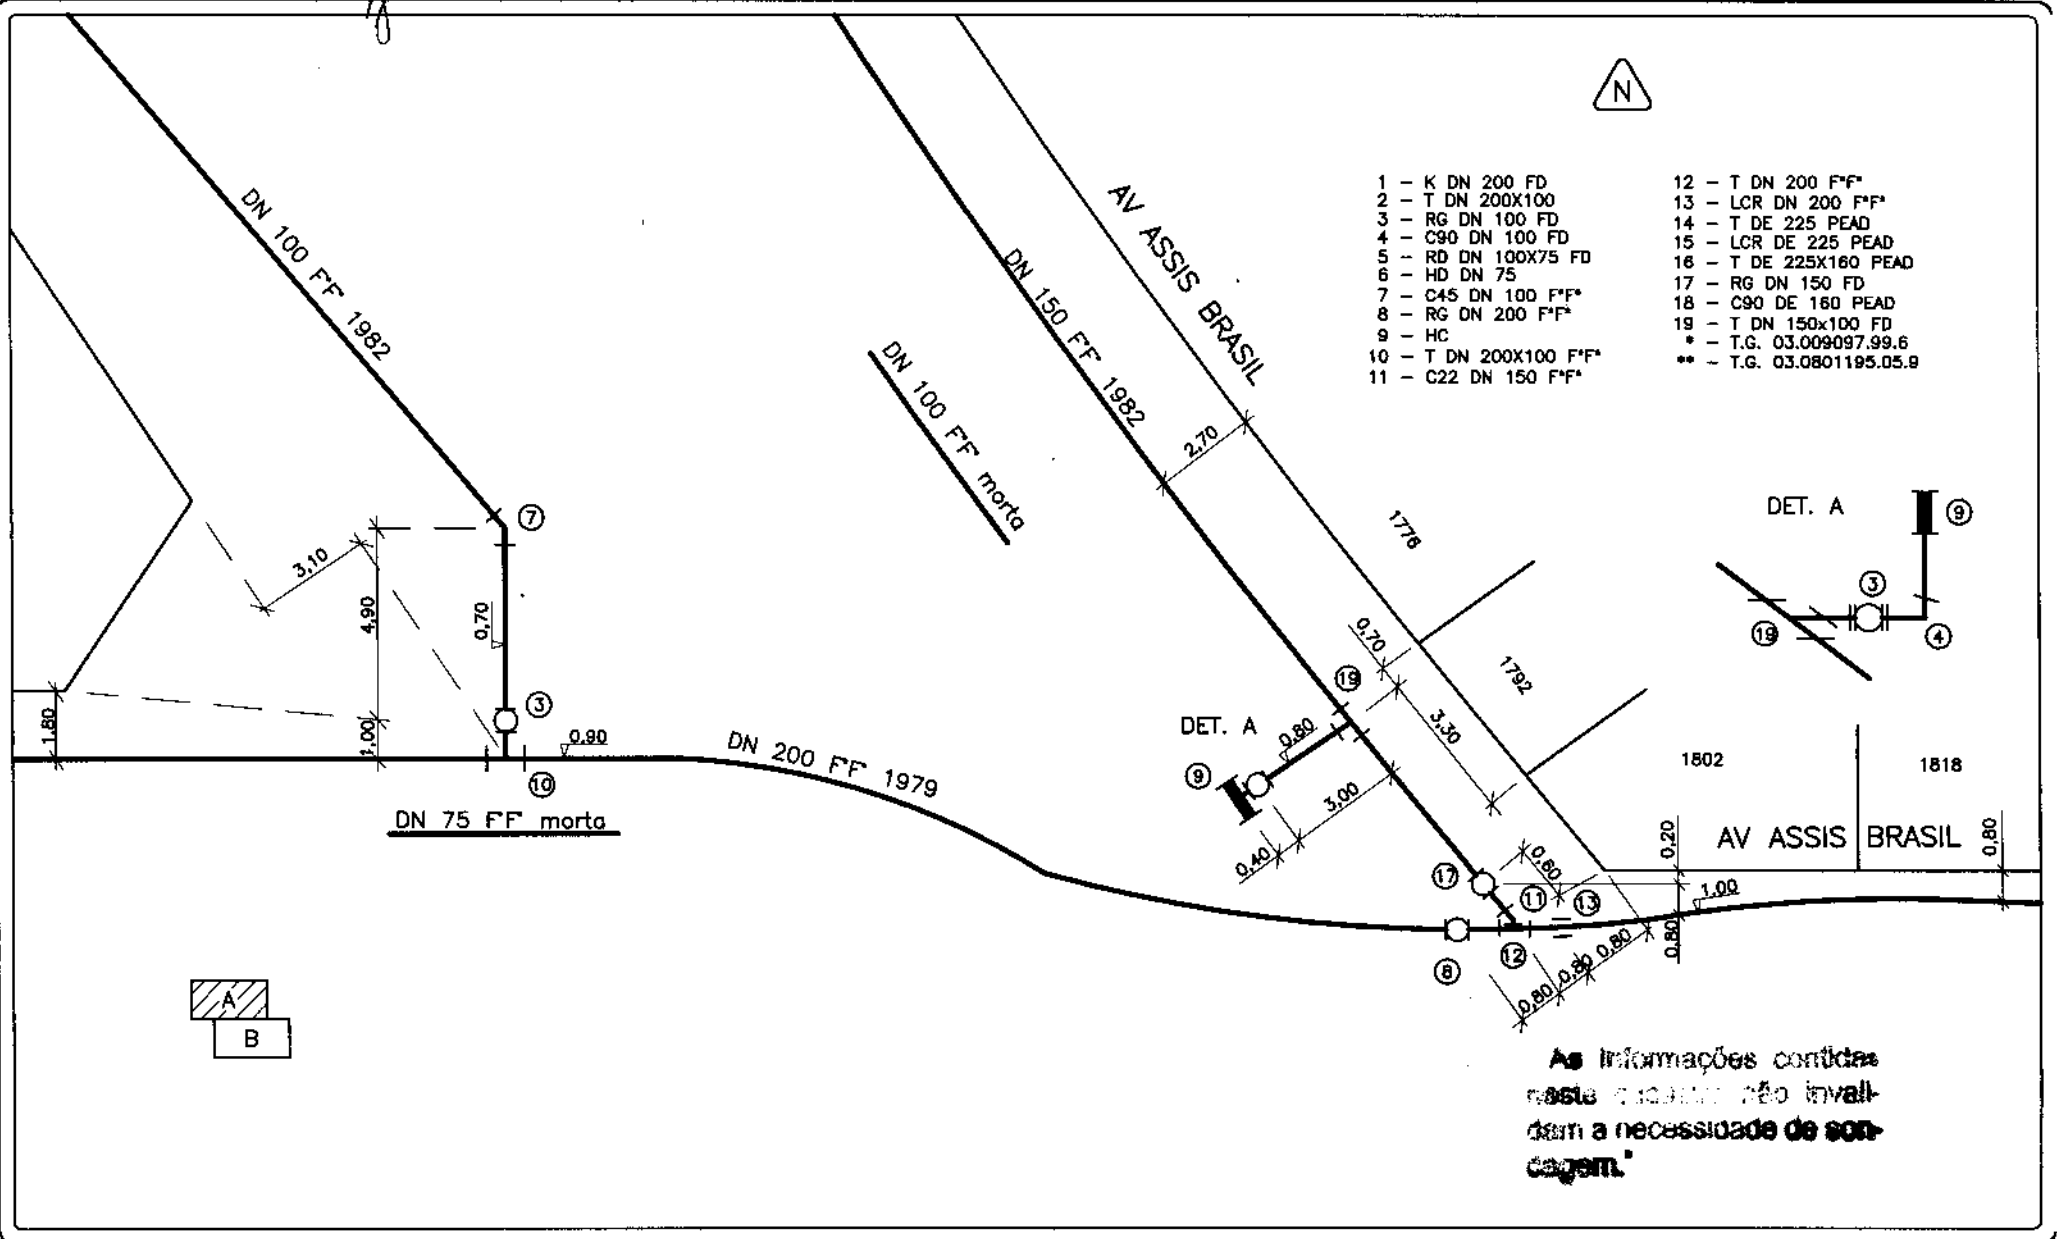 N
1 - K DN 200 FD
2 - T DN 200X100
3 - RG DN 100 FD
4 - C90 DN 100 FD
5 - RD DN 100X75 FD
6 - HD DN 75
7 - C45 DN 100 F"F"
8 - RG DN 200 F"F"
9 - HC
10 - T DN 200X100 F"F"
11 - C22 DN 150 F"F"
12 - T DN 200 F"F"
13 - LCR DN 200 F"F"
14 - T DE 225 PEAD
15 - LCR DE 225 PEAD
16 - T DE 225X160 PEAD
17 - RG DN 150 FD
18 - C90 DE 160 PEAD
19 - T DN 150x100 FD
* - T.G. 03.009097.99.6
** - T.G. 03.0801195.05.9
DN 100 F"F" 1982
AV ASSIS BRASIL
DN 150 F"F" 1982
DN 100 F"F" morta
2,70
1776
DET. A
9
3
19
4
7
3,10
4,90
0,70
3
1,80
1,00
10
0,90
DN 200 F"F" 1979
DN 75 F"F" morta
0,70
1792
19
3,30
DET. A
0,80
9
3,00
0,40
1802
1818
AV ASSIS BRASIL
0,20
0,80
0,60
17
11
13
1,00
0,80
8
12
0,80
0,80
0,80
A
B
As informações contidas
neste não invali-
dam a necessidade de son-
dagem."